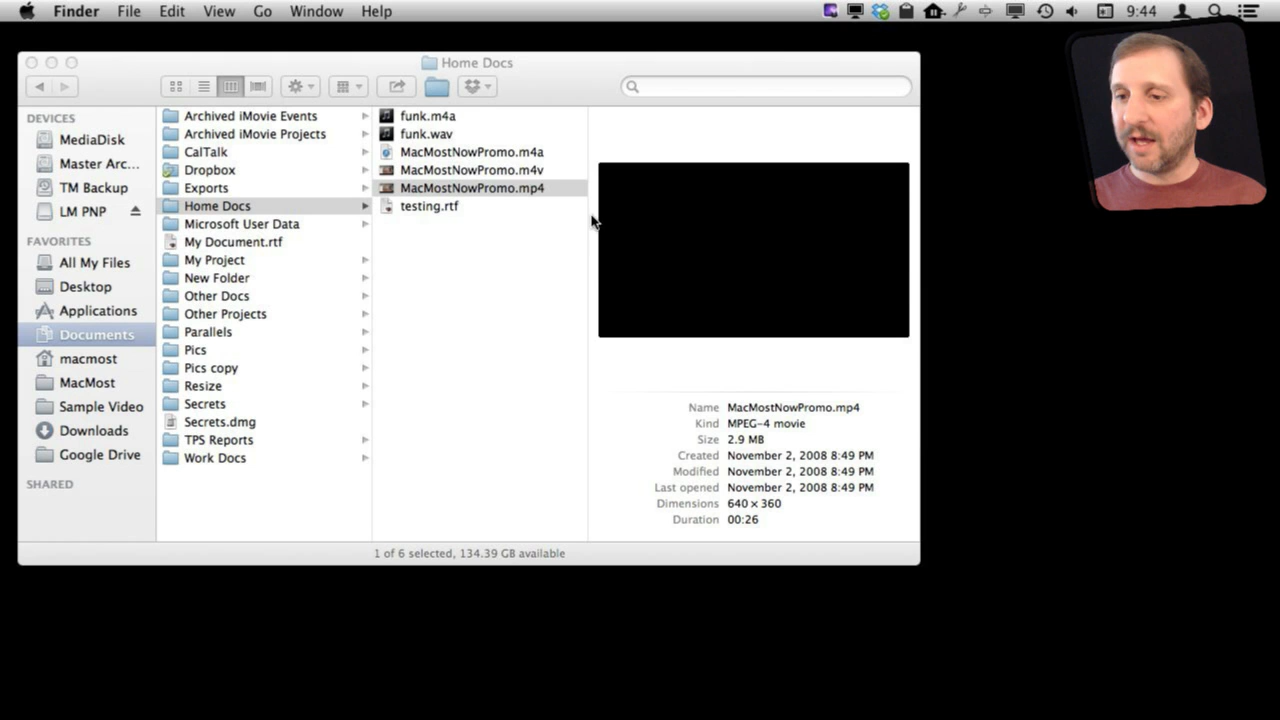 Finder File Edit View Go Window Help 9:44
Home Docs
DEVICES
MediaDisk
Master Arc...
TM Backup
LM PNP
FAVORITES
All My Files
Desktop
Applications
Documents
macmost
MacMost
Sample Video
Downloads
Google Drive
SHARED
Archived iMovie Events
Archived iMovie Projects
CalTalk
Dropbox
Exports
Home Docs
Microsoft User Data
My Document.rtf
My Project
New Folder
Other Docs
Other Projects
Parallels
Pics
Pics copy
Resize
Secrets
Secrets.dmg
TPS Reports
Work Docs
funk.m4a
funk.wav
MacMostNowPromo.m4a
MacMostNowPromo.m4v
MacMostNowPromo.mp4
testing.rtf
Name MacMostNowPromo.mp4
Kind MPEG-4 movie
Size 2.9 MB
Created November 2, 2008 8:49 PM
Modified November 2, 2008 8:49 PM
Last opened November 2, 2008 8:49 PM
Dimensions 640 × 360
Duration 00:26
1 of 6 selected, 134.39 GB available